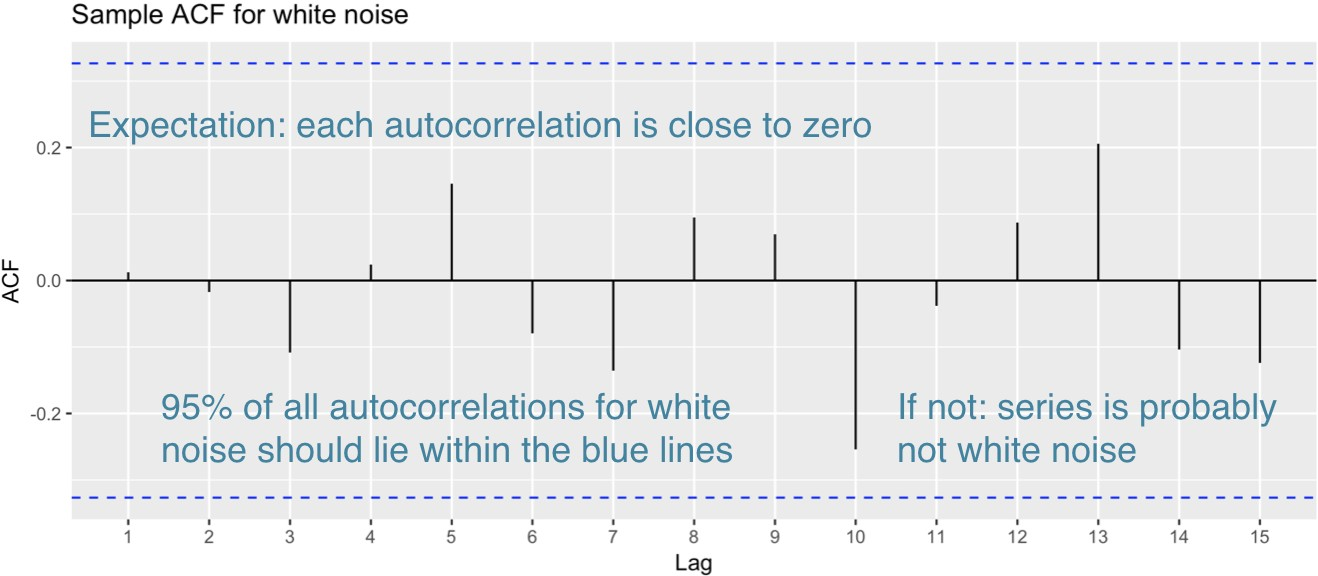 Sample ACF for white noise
Expectation: each autocorrelation is close to zero
0.2
ACF
0.0
95% of all autocorrelations for white
noise should lie within the blue lines
If not: series is probably
not white noise
-0.2
1 2 3 4 5 6 7 8 9 10 11 12 13 14 15
Lag